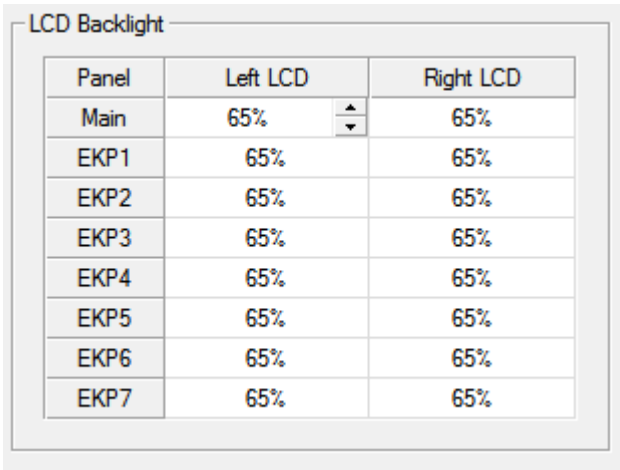 LCD Backlight
Panel Left LCD Right LCD
Main 65% 65%
EKP1 65% 65%
EKP2 65% 65%
EKP3 65% 65%
EKP4 65% 65%
EKP5 65% 65%
EKP6 65% 65%
EKP7 65% 65%